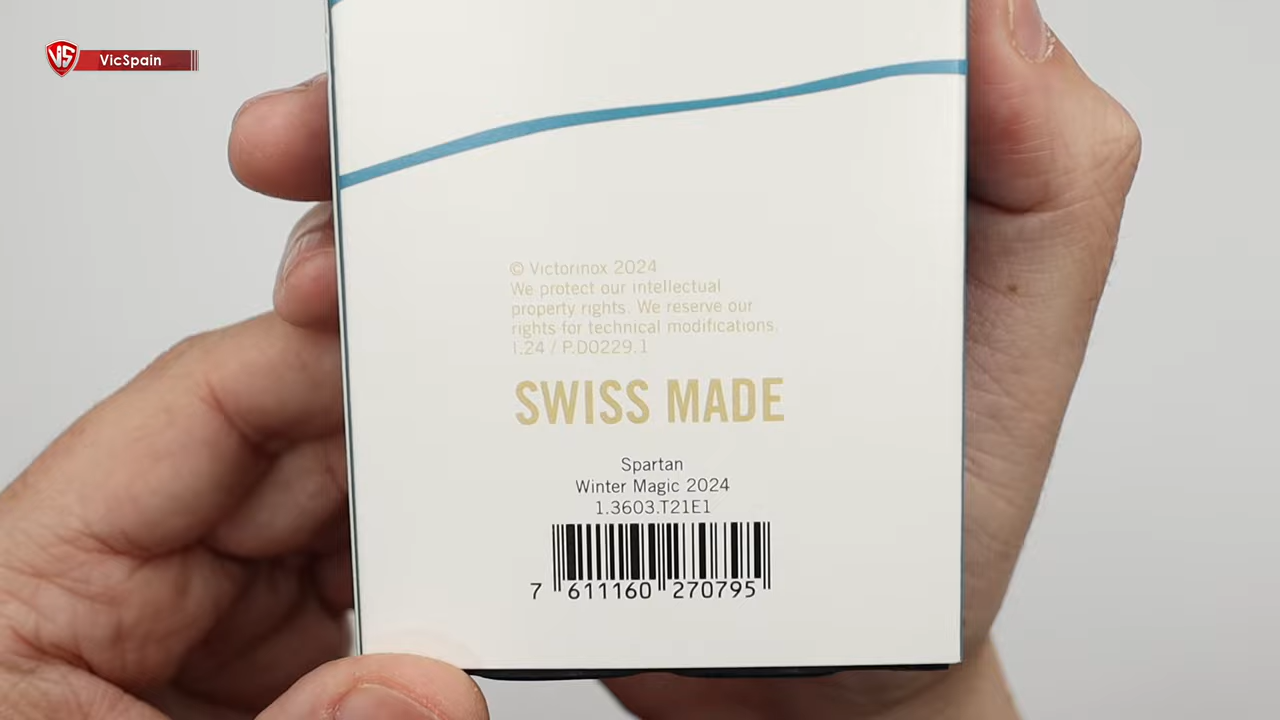 VS VicSpain
© Victorinox 2024
We protect our intellectual
property rights. We reserve our
rights for technical modifications.
I.24 / P.D0229.1
SWISS MADE
Spartan
Winter Magic 2024
1.3603.T21E1
7 611160 270795